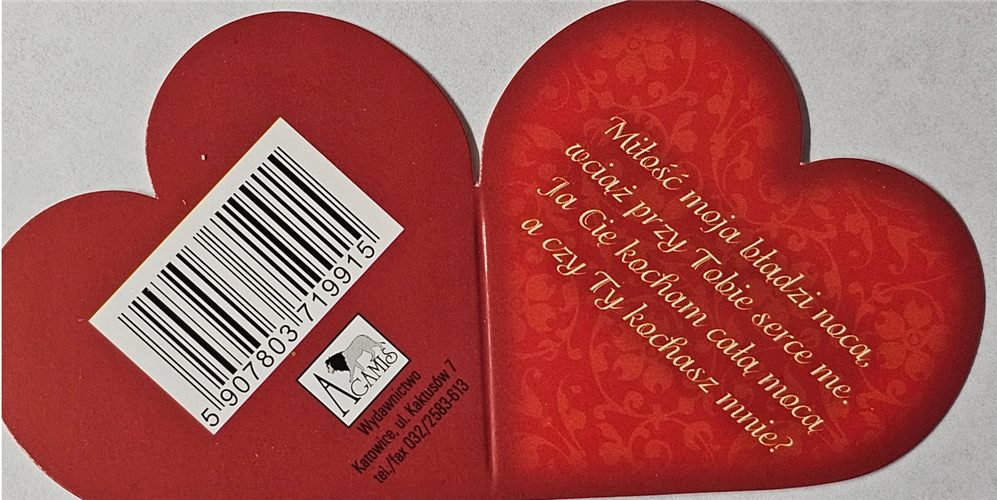 5 907803 719915
AGAMIS
Wydawnictwo
Katowice, ul. Kaktusów 7
tel./fax 032/2583-613
Miłość moja błądzi nocą,
wciąż przy Tobie serce me.
Ja Cię kocham całą mocą
a czy Ty kochasz mnie?